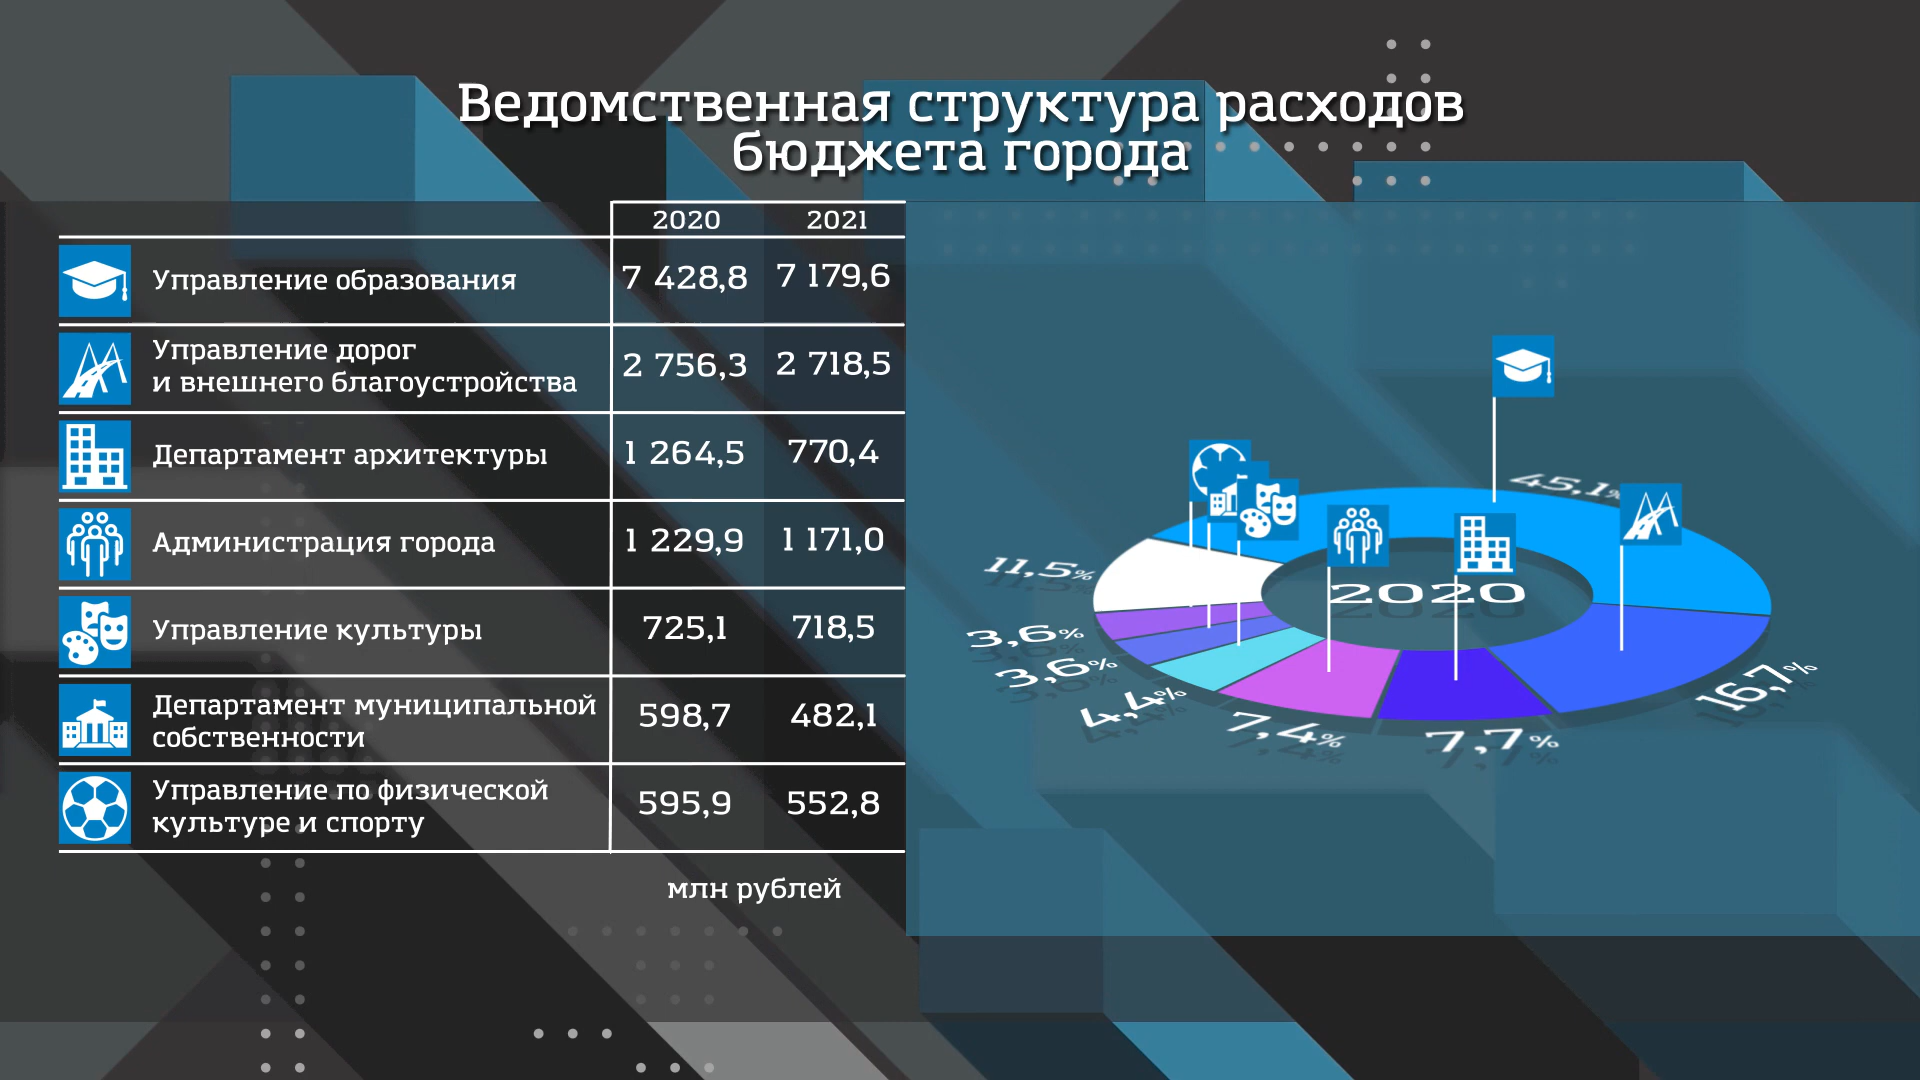 Ведомственная структура расходов
бюджета города
2020 2021
Управление образования 7 428,8 7 179,6
Управление дорог
и внешнего благоустройства 2 756,3 2 718,5
Департамент архитектуры 1 264,5 770,4
Администрация города 1 229,9 1 171,0
Управление культуры 725,1 718,5
Департамент муниципальной
собственности 598,7 482,1
Управление по физической
культуре и спорту 595,9 552,8
млн рублей
45,1%
11,5%
2020
3,6%
3,6%
4,4%
7,4%
7,7%
16,7%